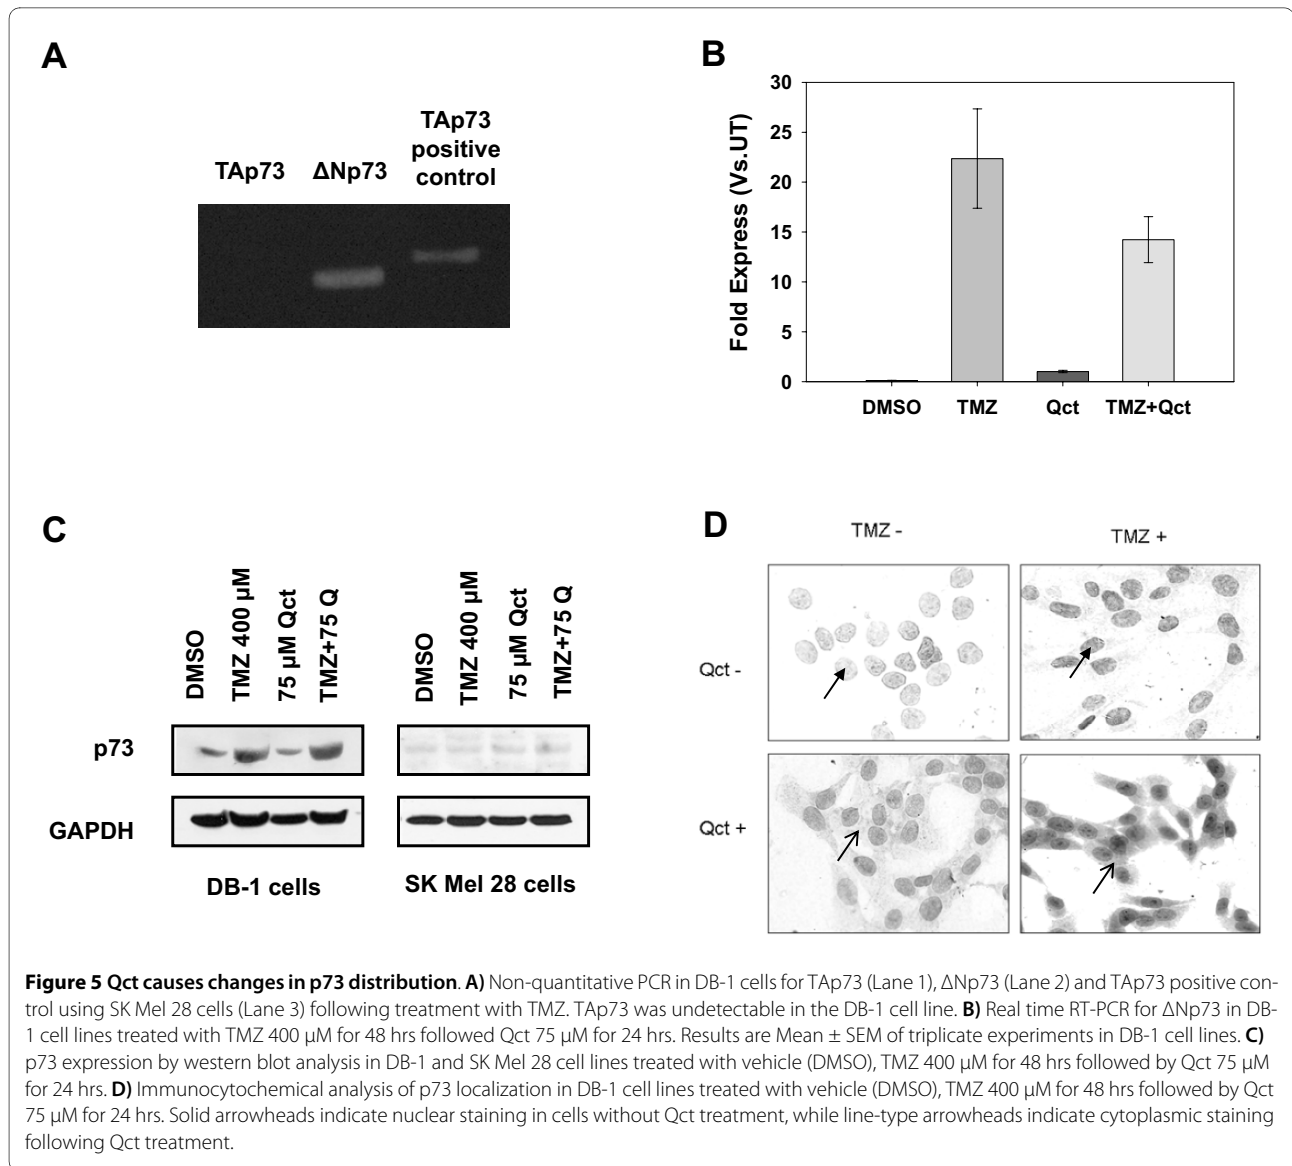 A
TAp73
ΔNp73
TAp73
positive
control
B
Fold Express (Vs.UT)
30
25
20
15
10
5
0
DMSO
TMZ
Qct
TMZ+Qct
C
DMSO
TMZ 400 µM
75 µM Qct
TMZ+75 Q
DMSO
TMZ 400 µM
75 µM Qct
TMZ+75 Q
p73
GAPDH
DB-1 cells
SK Mel 28 cells
D
TMZ -
TMZ +
Qct -
Qct +
Figure 5 Qct causes changes in p73 distribution. A) Non-quantitative PCR in DB-1 cells for TAp73 (Lane 1), ΔNp73 (Lane 2) and TAp73 positive con-
trol using SK Mel 28 cells (Lane 3) following treatment with TMZ. TAp73 was undetectable in the DB-1 cell line. B) Real time RT-PCR for ΔNp73 in DB-
1 cell lines treated with TMZ 400 µM for 48 hrs followed Qct 75 µM for 24 hrs. Results are Mean ± SEM of triplicate experiments in DB-1 cell lines. C)
p73 expression by western blot analysis in DB-1 and SK Mel 28 cell lines treated with vehicle (DMSO), TMZ 400 µM for 48 hrs followed by Qct 75 µM
for 24 hrs. D) Immunocytochemical analysis of p73 localization in DB-1 cell lines treated with vehicle (DMSO), TMZ 400 µM for 48 hrs followed by Qct
75 µM for 24 hrs. Solid arrowheads indicate nuclear staining in cells without Qct treatment, while line-type arrowheads indicate cytoplasmic staining
following Qct treatment.